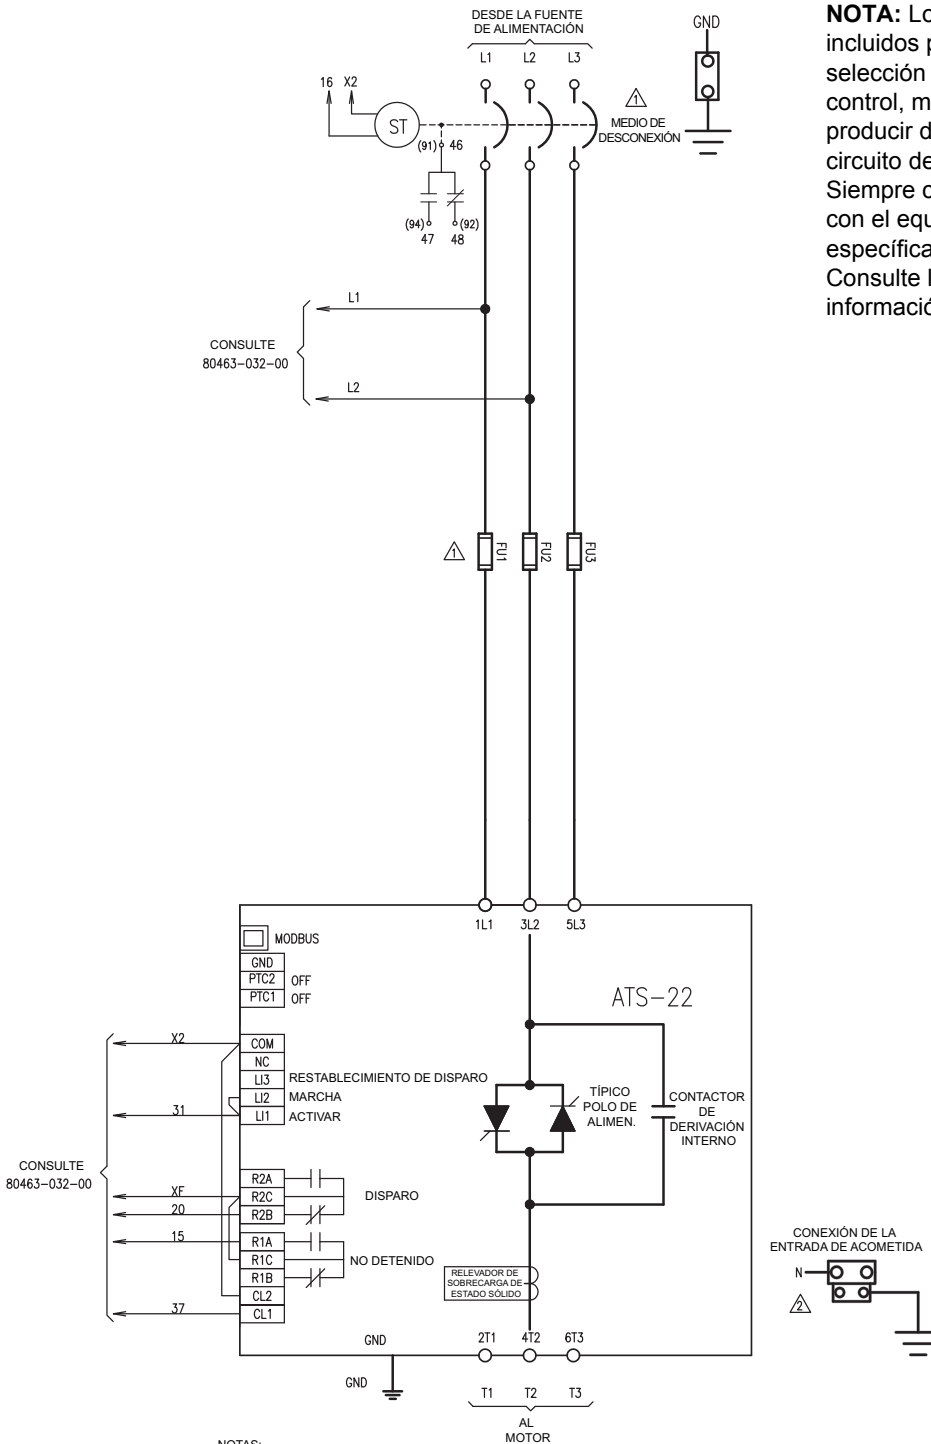 DESDE LA FUENTE
DE ALIMENTACIÓN
L1 L2 L3
GND
NOTA: Lo
incluidos p
selección
control, m
producir d
circuito de
Siempre c
con el equ
específica
Consulte l
informació
16 X2
ST
1
MEDIO DE
DESCONEXIÓN
(91) 46
(94) (92)
47 48
L1
CONSULTE
80463-032-00
L2
1
FU1
FU2
FU3
1L1 3L2 5L3
MODBUS
GND
PTC2 OFF
PTC1 OFF
ATS-22
X2
COM
NC
LI3 RESTABLECIMIENTO DE DISPARO
LI2 MARCHA
31
LI1 ACTIVAR
TÍPICO
POLO DE
ALIMEN.
CONTACTOR
DE
DERIVACIÓN
INTERNO
CONSULTE
80463-032-00
R2A
XF
R2C
DISPARO
20
R2B
15
R1A
R1C
NO DETENIDO
R1B
CL2
37
CL1
RELEVADOR DE
SOBRECARGA DE
ESTADO SÓLIDO
CONEXIÓN DE LA
ENTRADA DE ACOMETIDA
N
2
GND
2T1 4T2 6T3
GND
T1 T2 T3
AL
MOTOR
NOTAS: